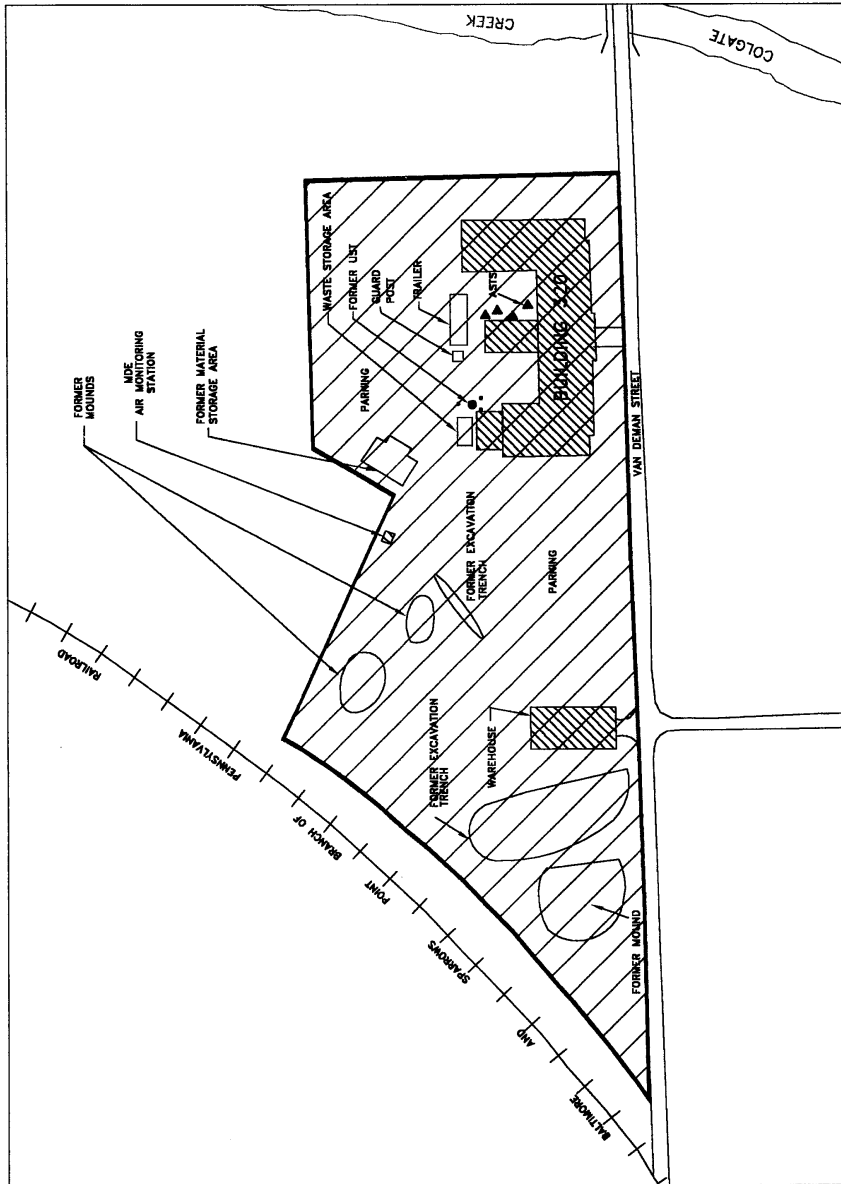 CREEK
COLGATE
WASTE STORAGE AREA
FORMER UST
GUARD
POST
TRAILER
ASTS
BUILDING 320
PARKING
FORMER
MOUNDS
MDE
AIR MONITORING
STATION
FORMER MATERIAL
STORAGE AREA
VAN DEMAN STREET
FORMER EXCAVATION
TRENCH
PARKING
FORMER EXCAVATION
TRENCH
WAREHOUSE
FORMER MOUND
BALTIMORE
AND
SPARROWS
POINT
BRANCH OF
PENNSYLVANIA
RAILROAD